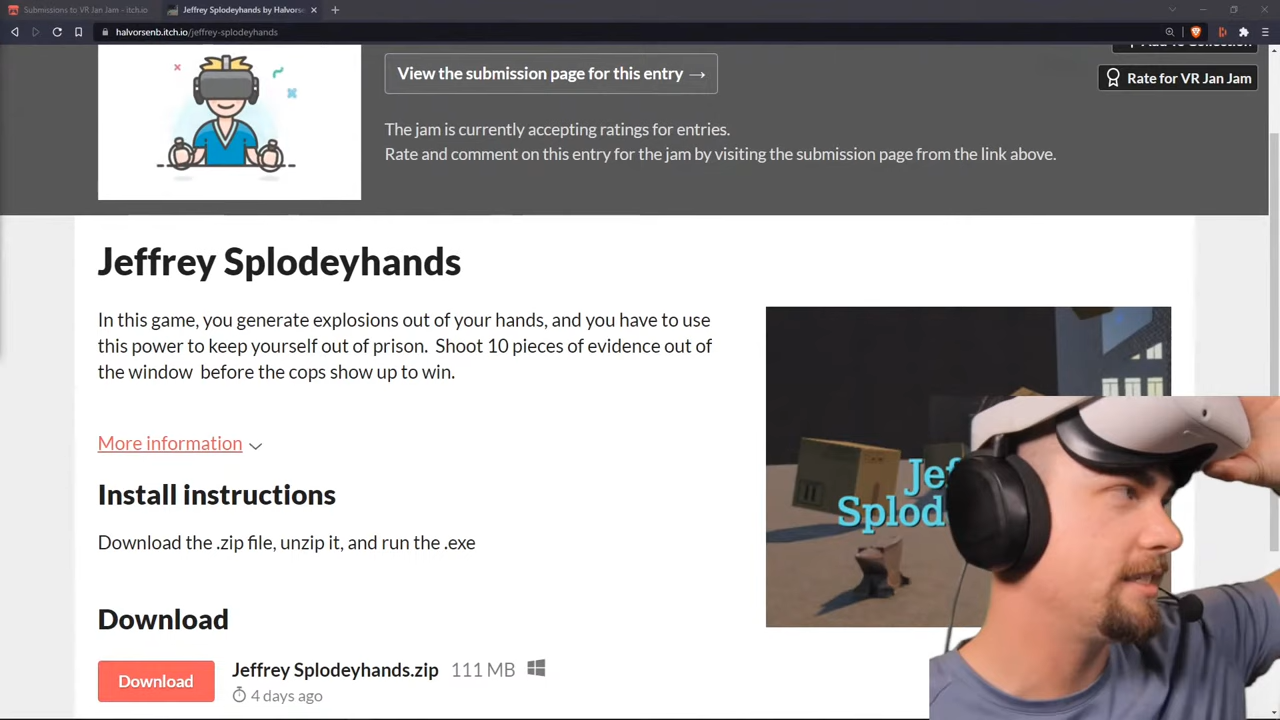 Submissions to VR Jan Jam - itch.io
Jeffrey Splodeyhands by Halvors
halvorsenb.itch.io/jeffrey-splodeyhands
View the submission page for this entry →
Rate for VR Jan Jam
The jam is currently accepting ratings for entries.
Rate and comment on this entry for the jam by visiting the submission page from the link above.
Jeffrey Splodeyhands
In this game, you generate explosions out of your hands, and you have to use
this power to keep yourself out of prison. Shoot 10 pieces of evidence out of
the window before the cops show up to win.
More information
Install instructions
Download the .zip file, unzip it, and run the .exe
Jef
Splod
Download
Download
Jeffrey Splodeyhands.zip 111 MB
4 days ago